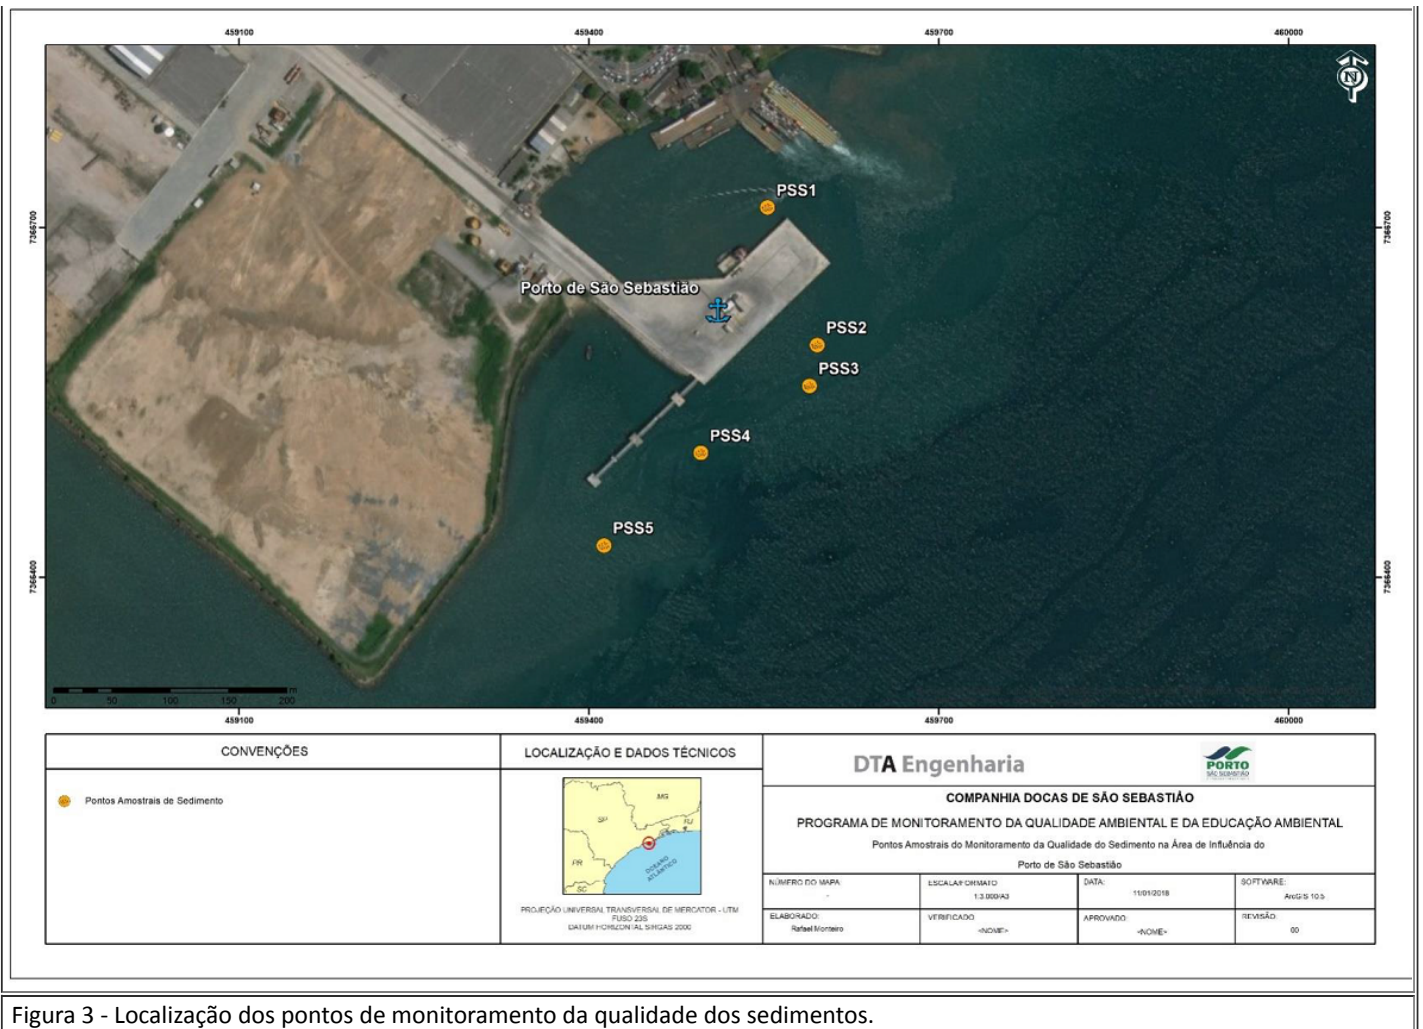 459100 459400 459700 460000
7365700 7365700
PSS1
Porto de São Sebastião
PSS2
PSS3
PSS4
PSS5
7365400 7365400
m
0 50 100 150 200
459100 459400 459700 460000
CONVENÇÕES
Pontos Amostrais de Sedimento
LOCALIZAÇÃO E DADOS TÉCNICOS
MG
SP
RJ
PR
SC
OCEANO
ATLÂNTICO
PROJEÇÃO UNIVERSAL TRANSVERSAL DE MERCATOR - UTM
FUSO 23S
DATUM HORIZONTAL SIRGAS 2000
DTA Engenharia
PORTO
SÃO SEBASTIÃO
COMPANHIA DOCAS DE SÃO SEBASTIÃO
PROGRAMA DE MONITORAMENTO DA QUALIDADE AMBIENTAL E DA EDUCAÇÃO AMBIENTAL
Pontos Amostrais do Monitoramento da Qualidade do Sedimento na Área de Influência do
Porto de São Sebastião
NÚMERO DO MAPA: ESCALA/FORMATO DATA: SOFTWARE:
- 1:3.000/A3 11/01/2018 ArcGIS 10.5
ELABORADO: VERIFICADO APROVADO: REVISÃO:
Rafael Monteiro <NOME> <NOME> 00
Figura 3 - Localização dos pontos de monitoramento da qualidade dos sedimentos.